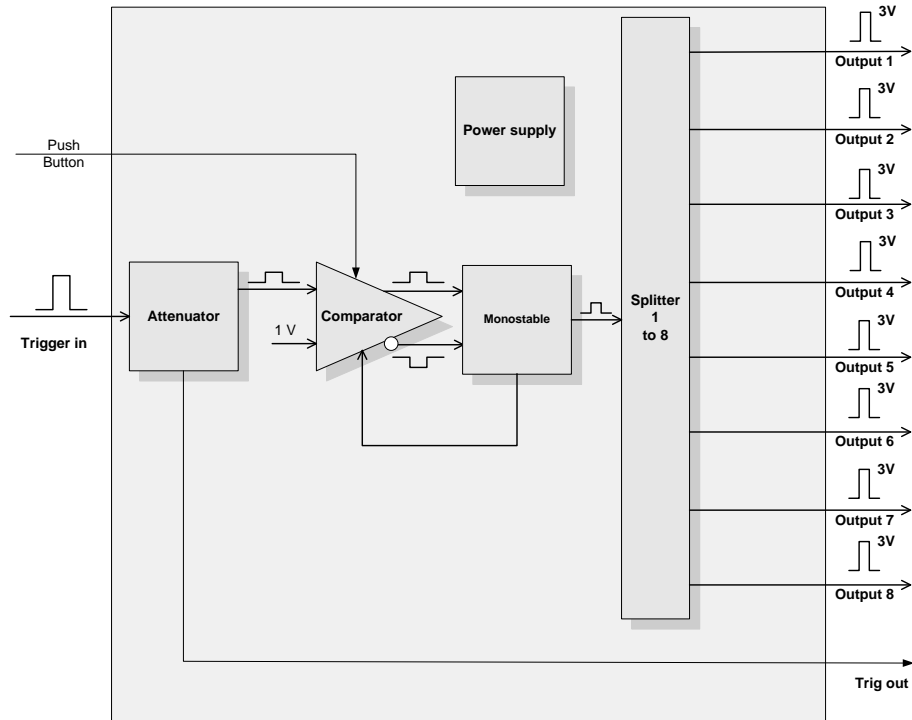 3V
Output 1
Power supply
3V
Output 2
Push
Button
3V
Output 3
3V
Output 4
Attenuator
Comparator
Monostable
Splitter
1
to 8
Trigger in
1 V
3V
Output 5
3V
Output 6
3V
Output 7
3V
Output 8
Trig out